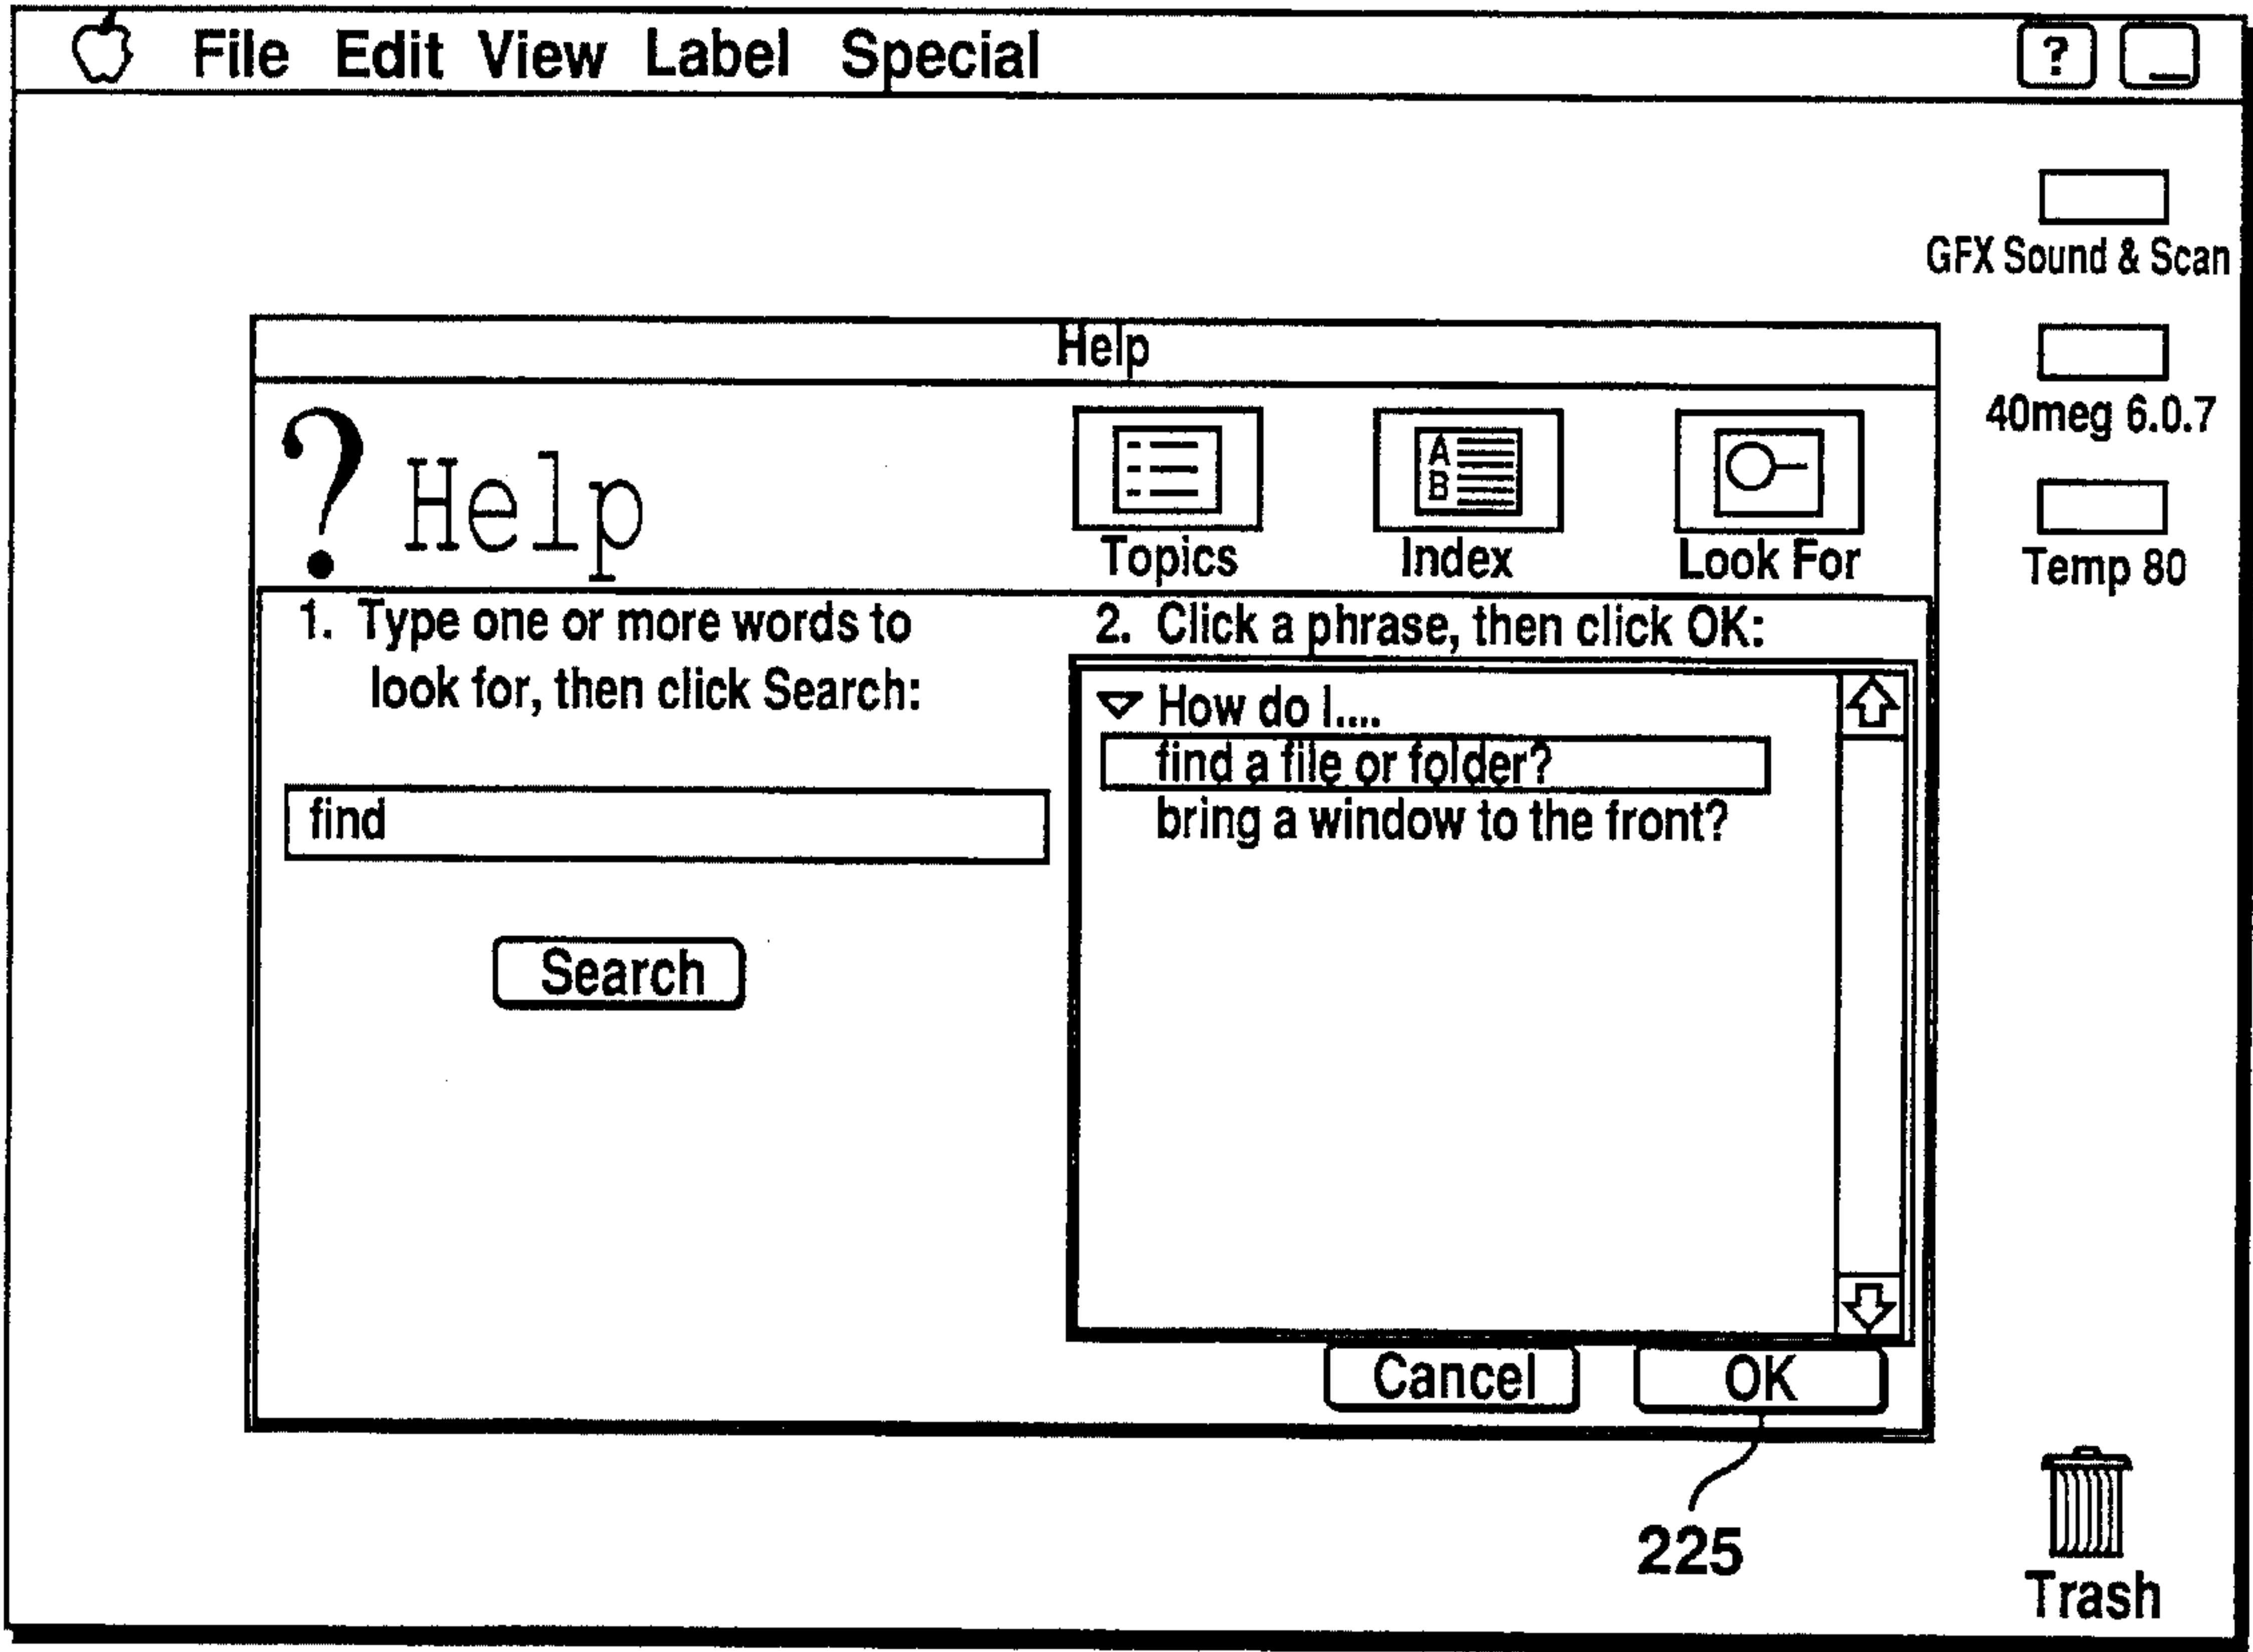 File Edit View Label Special ?
GFX Sound & Scan
40meg 6.0.7
Temp 80
Help
? Help
A
B
Topics Index Look For
1. Type one or more words to
look for, then click Search:
find
Search
2. Click a phrase, then click OK:
How do I....
find a file or folder?
bring a window to the front?
Cancel OK
225
Trash